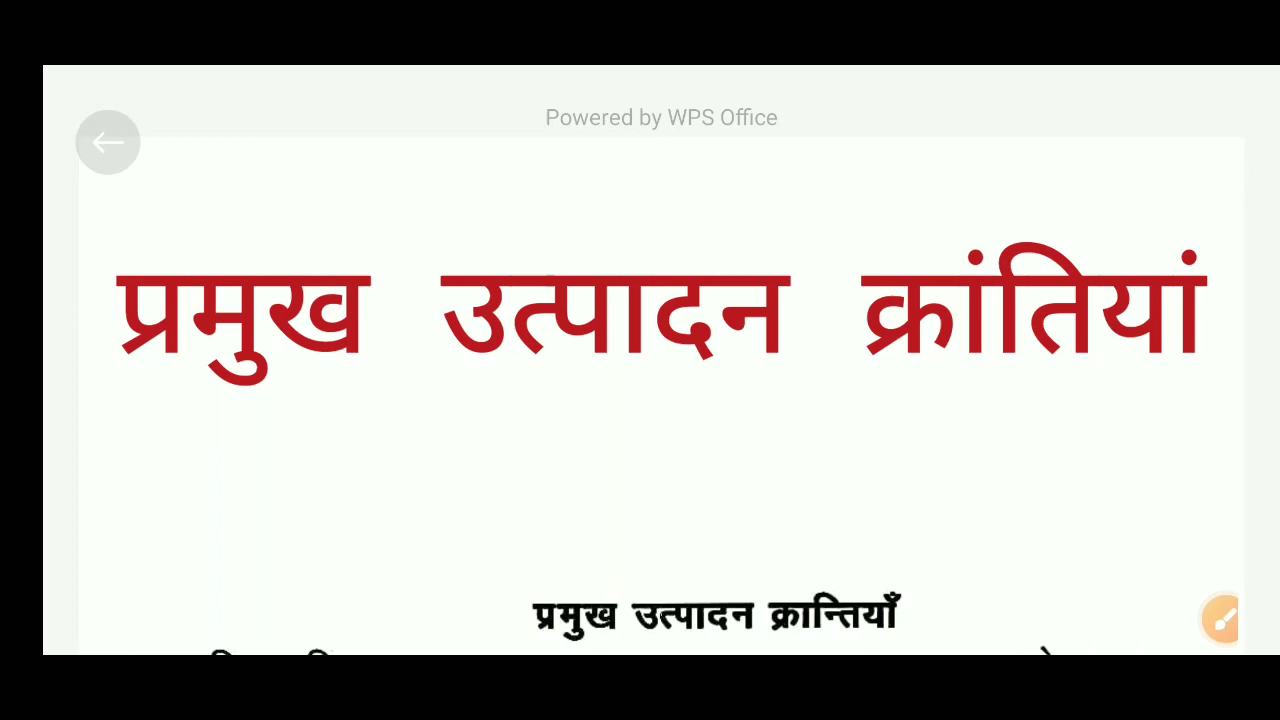 Powered by WPS Office
प्रमुख उत्पादन क्रांतियां
प्रमुख उत्पादन क्रान्तियाँ